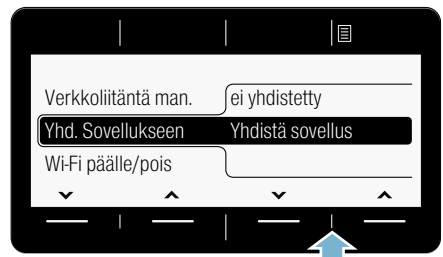 Verkkoliitäntä man. ei yhdistetty
Yhd. Sovellukseen Yhdistä sovellus
Wi-Fi päälle/pois